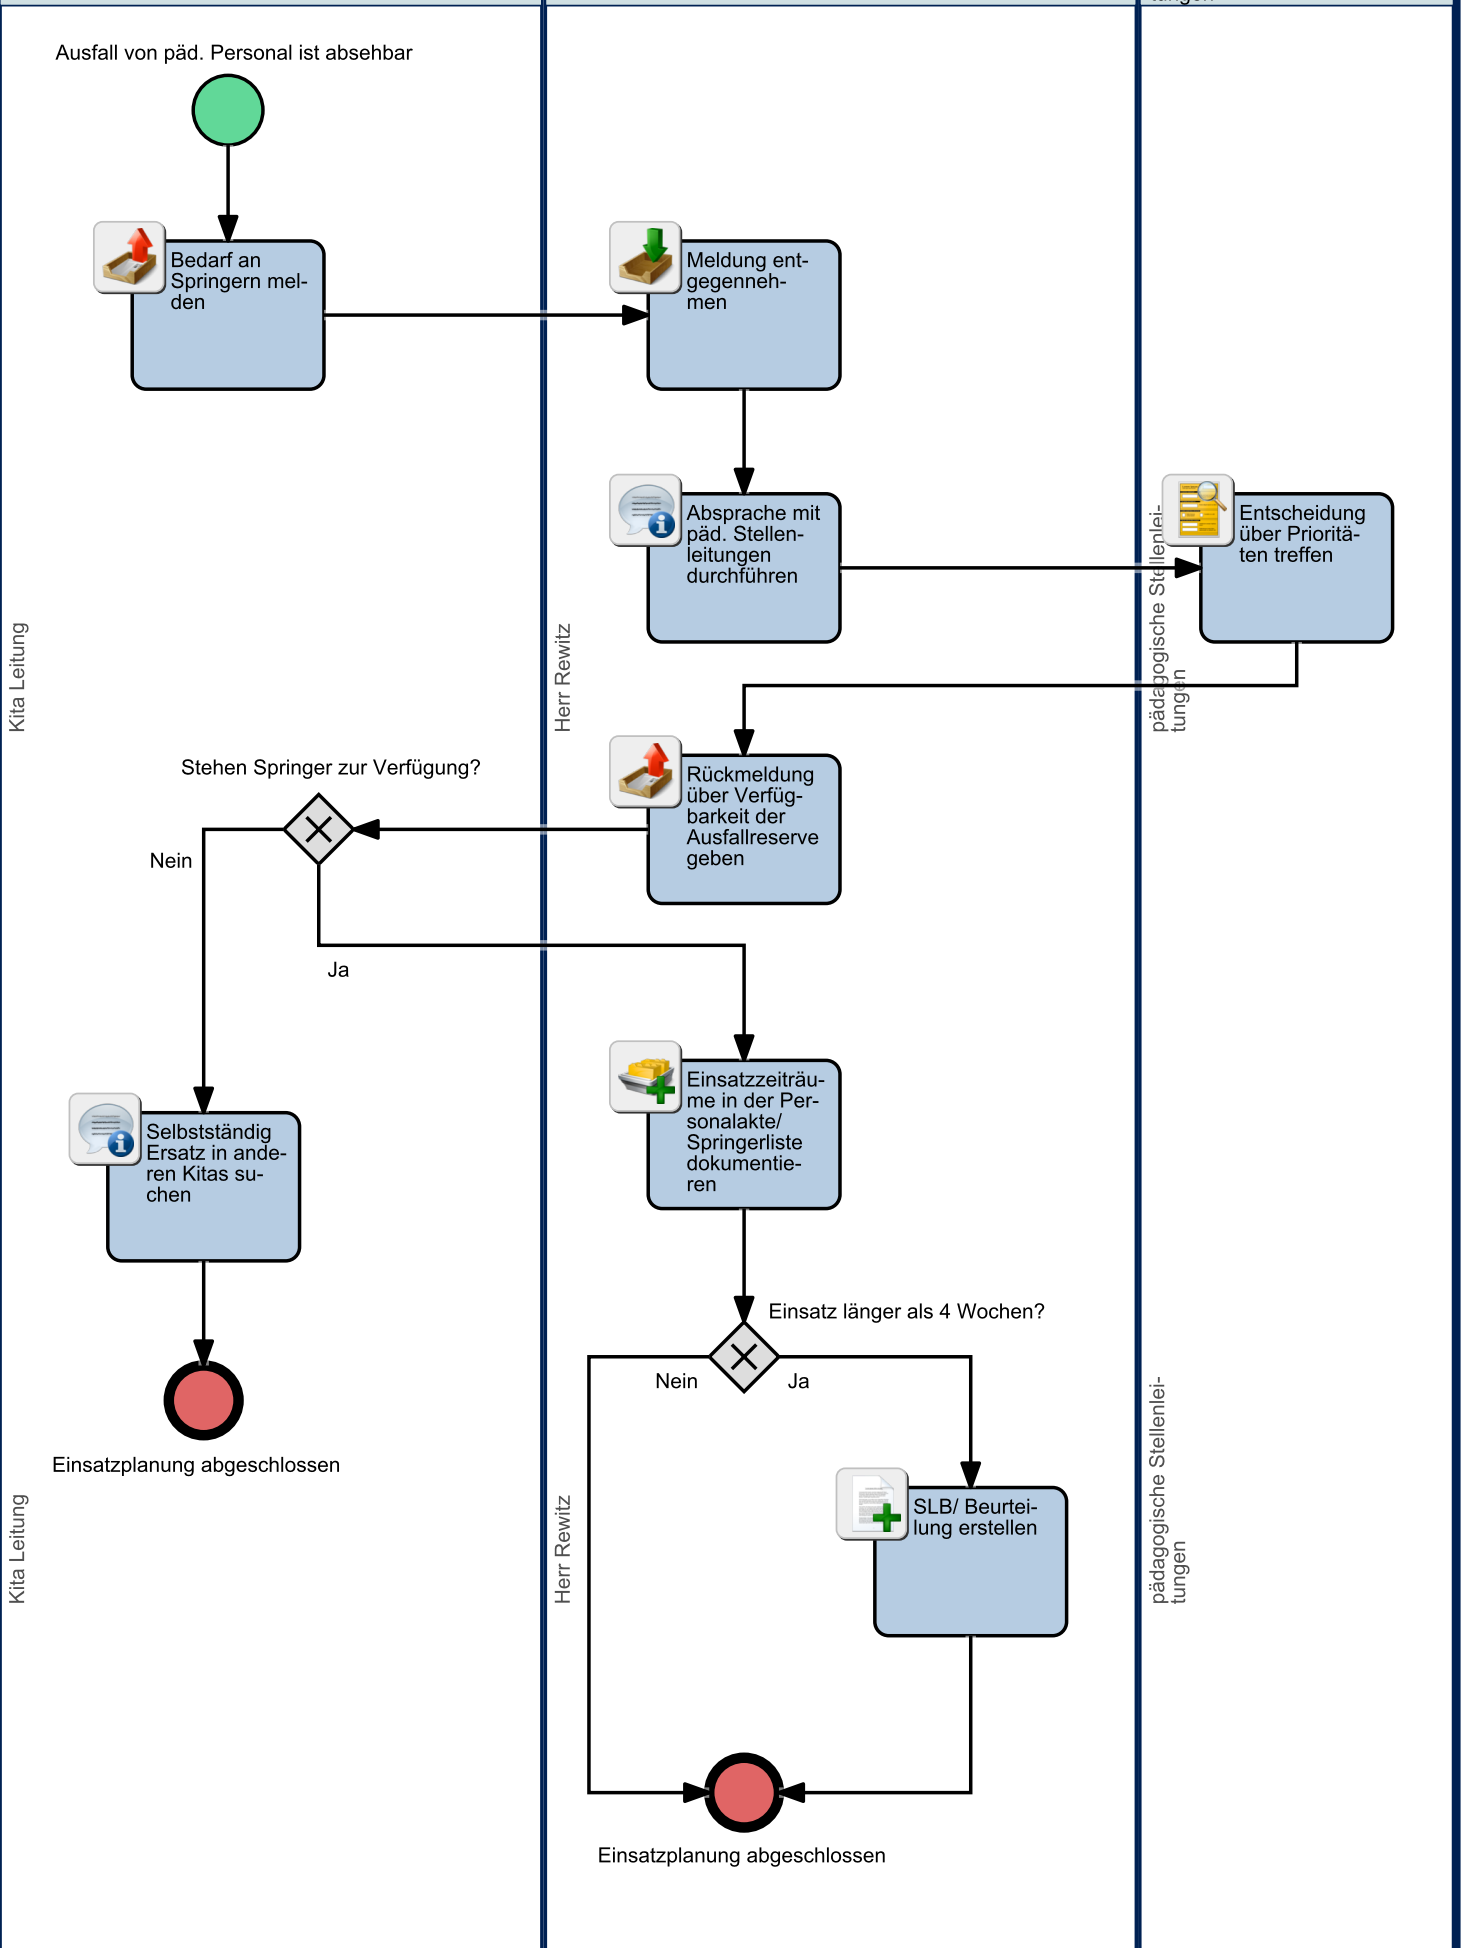 tungen
Ausfall von päd. Personal ist absehbar
Bedarf an
Springern mel-
den
Meldung ent-
gegenneh-
men
Absprache mit
päd. Stellen-
leitungen
durchführen
Entscheidung
über Prioritä-
ten treffen
Kita Leitung
Herr Rewitz
pädagogische Stellenlei-
tungen
Stehen Springer zur Verfügung?
Rückmeldung
über Verfüg-
barkeit der
Ausfallreserve
geben
Nein
Ja
Einsatzzeiträu-
me in der Per-
sonalakte/
Springerliste
dokumentie-
ren
Selbstständig
Ersatz in ande-
ren Kitas su-
chen
Einsatz länger als 4 Wochen?
Nein
Ja
Einsatzplanung abgeschlossen
SLB/ Beurtei-
lung erstellen
Kita Leitung
Herr Rewitz
pädagogische Stellenlei-
tungen
Einsatzplanung abgeschlossen